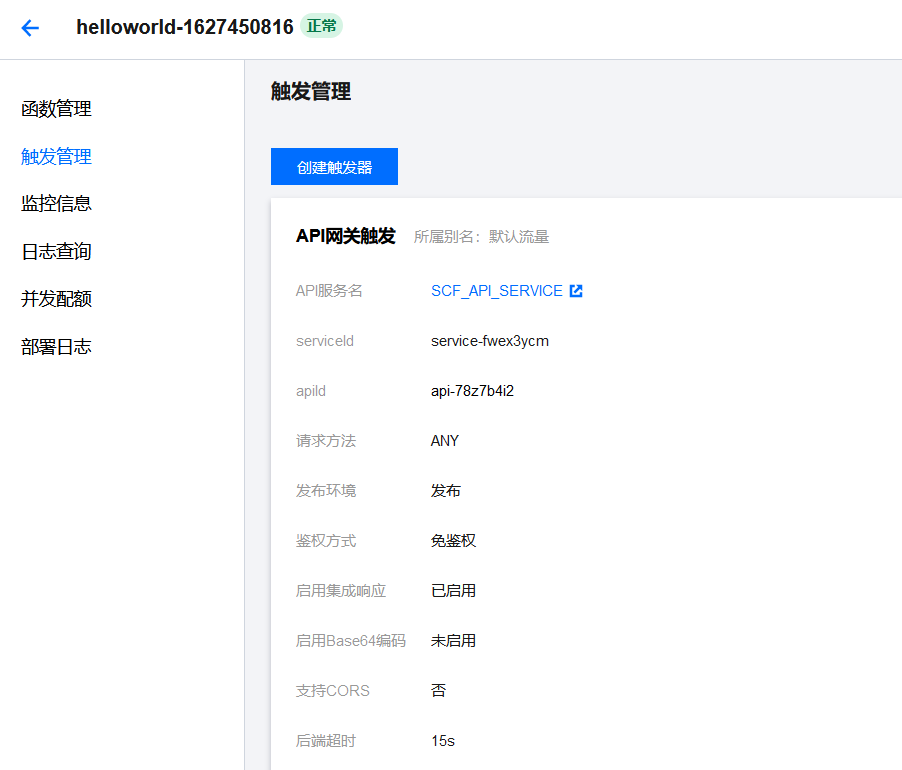 helloworld-1627450816 正常
函数管理
触发管理
监控信息
日志查询
并发配额
部署日志
触发管理
创建触发器
API网关触发 所属别名：默认流量
API服务名 SCF_API_SERVICE
serviceId service-fwex3ycm
apiId api-78z7b4i2
请求方法 ANY
发布环境 发布
鉴权方式 免鉴权
启用集成响应 已启用
启用Base64编码 未启用
支持CORS 否
后端超时 15s